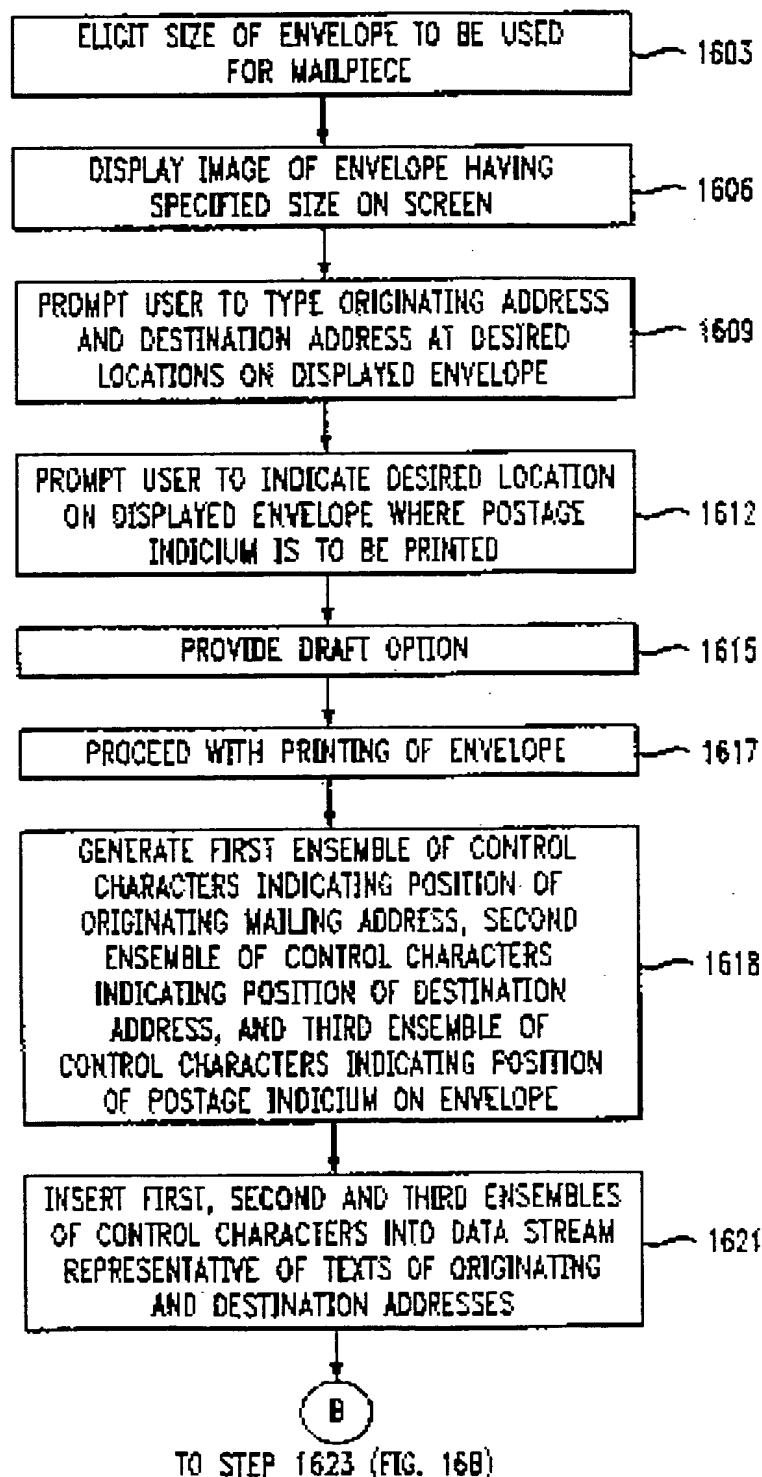 ELICIT SIZE OF ENVELOPE TO BE USED
FOR MAILPIECE
1603
DISPLAY IMAGE OF ENVELOPE HAVING
SPECIFIED SIZE ON SCREEN
1606
PROMPT USER TO TYPE ORIGINATING ADDRESS
AND DESTINATION ADDRESS AT DESIRED
LOCATIONS ON DISPLAYED ENVELOPE
1609
PROMPT USER TO INDICATE DESIRED LOCATION
ON DISPLAYED ENVELOPE WHERE POSTAGE
INDICIUM IS TO BE PRINTED
1612
PROVIDE DRAFT OPTION
1615
PROCEED WITH PRINTING OF ENVELOPE
1617
GENERATE FIRST ENSEMBLE OF CONTROL
CHARACTERS INDICATING POSITION OF
ORIGINATING MAILING ADDRESS, SECOND
ENSEMBLE OF CONTROL CHARACTERS
INDICATING POSITION OF DESTINATION
ADDRESS, AND THIRD ENSEMBLE OF
CONTROL CHARACTERS INDICATING POSITION
OF POSTAGE INDICIUM ON ENVELOPE
1618
INSERT FIRST, SECOND AND THIRD ENSEMBLES
OF CONTROL CHARACTERS INTO DATA STREAM
REPRESENTATIVE OF TEXTS OF ORIGINATING
AND DESTINATION ADDRESSES
1621
B
TO STEP 1623 (FIG. 16B)